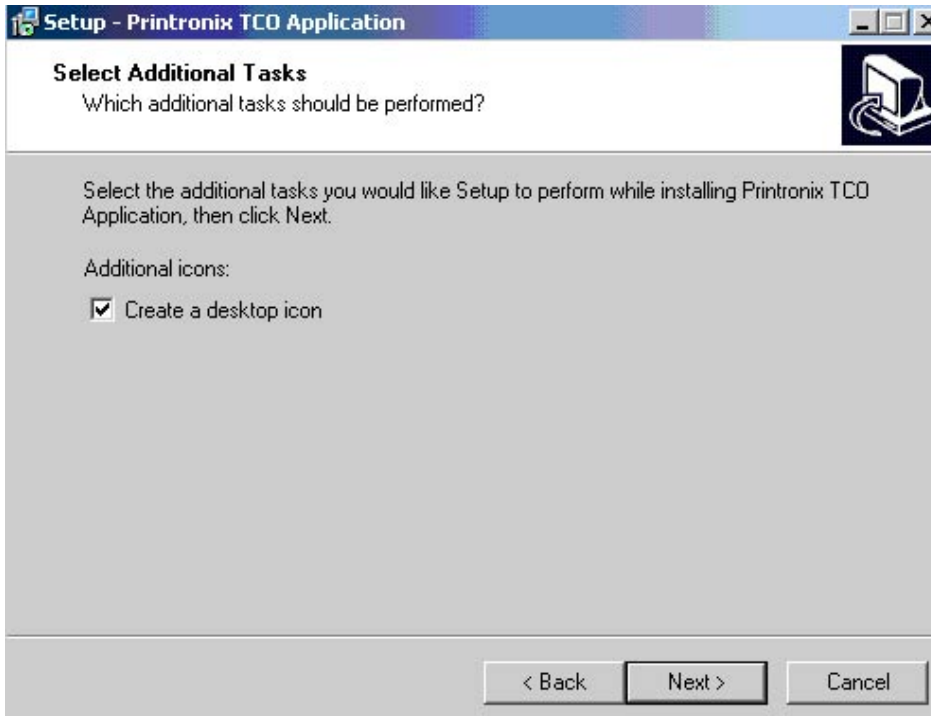 Setup - Printronix TCO Application
Select Additional Tasks
Which additional tasks should be performed?
Select the additional tasks you would like Setup to perform while installing Printronix TCO
Application, then click Next.
Additional icons:
Create a desktop icon
< Back
Next >
Cancel